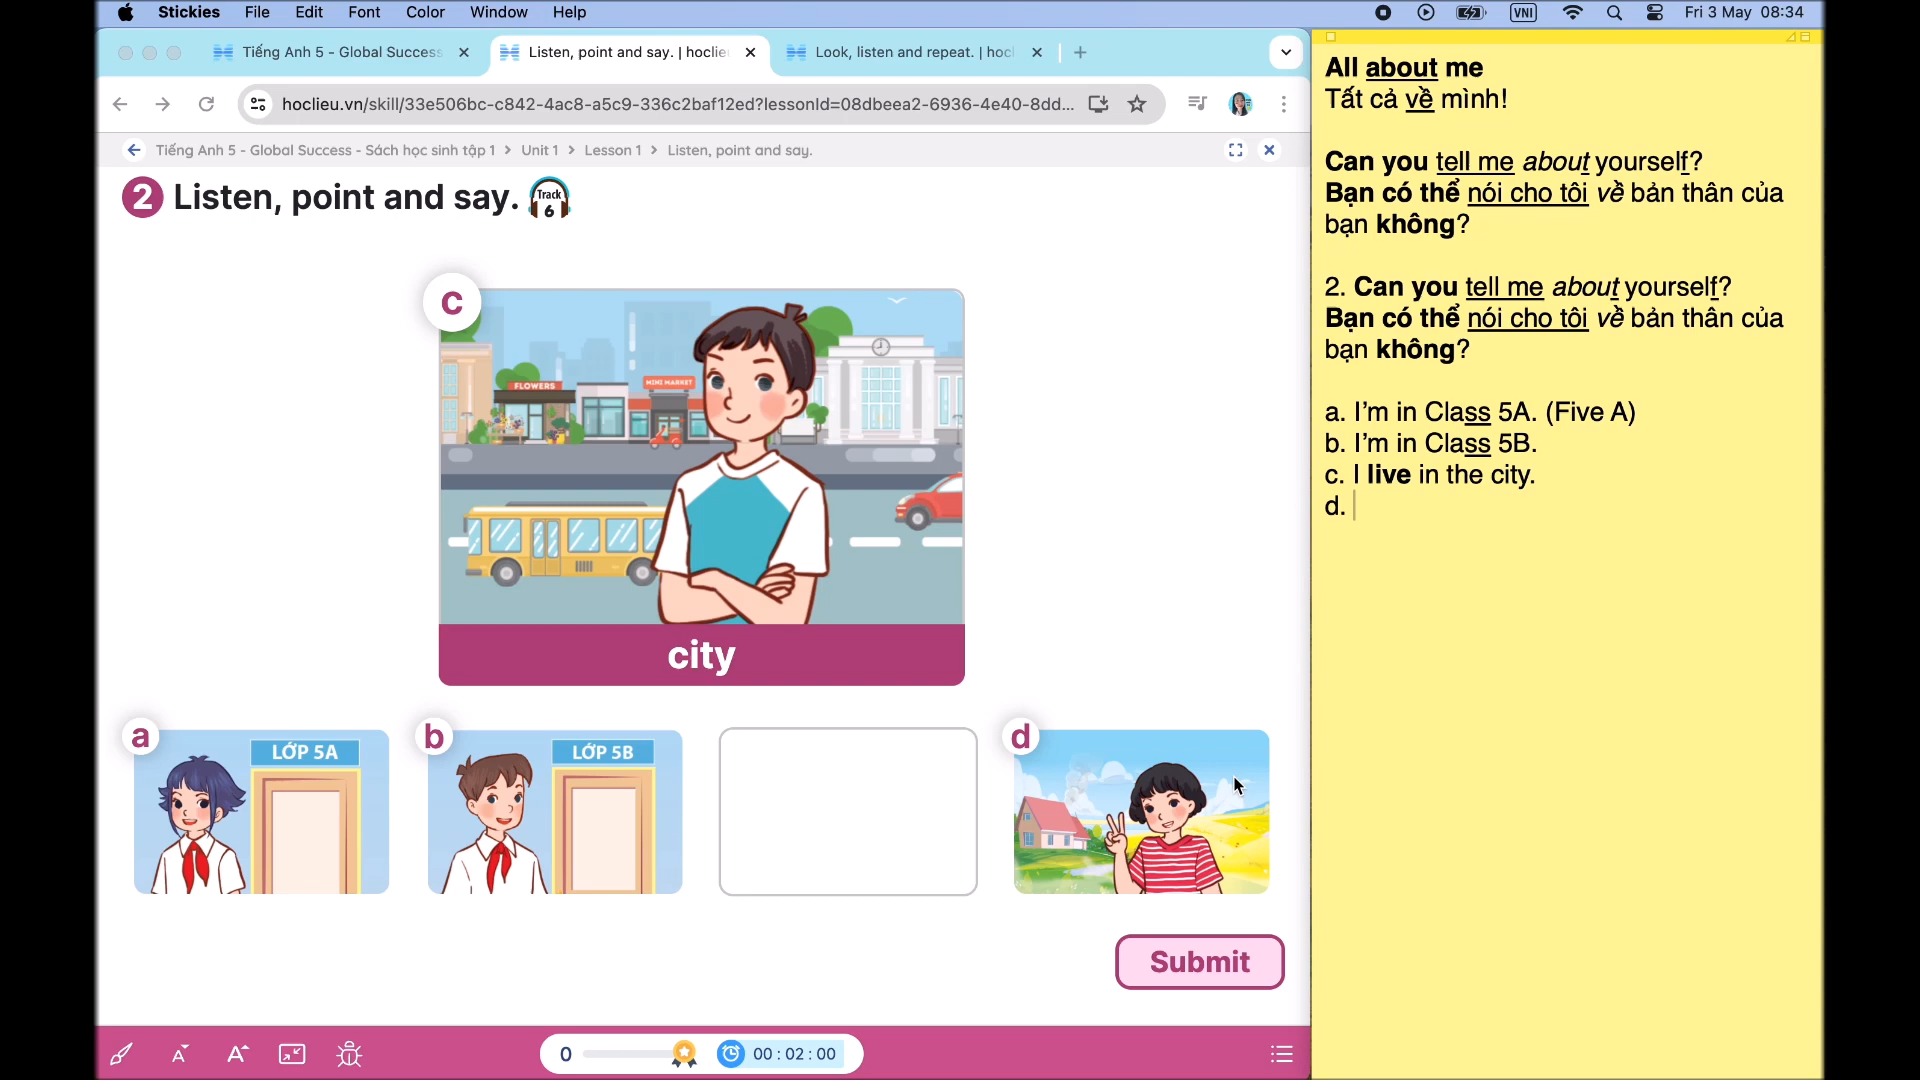 Stickies File Edit Font Color Window Help VNI Fri 3 May 08:34
Tiếng Anh 5 - Global Success
Listen, point and say. | hoclie
Look, listen and repeat. | hoc
hoclieu.vn/skill/33e506bc-c842-4ac8-a5c9-336c2baf12ed?lessonId=08dbeea2-6936-4e40-8dd...
Tiếng Anh 5 - Global Success - Sách học sinh tập 1 > Unit 1 > Lesson 1 > Listen, point and say.
2 Listen, point and say. Track 6
c
FLOWERS
MINI MARKET
city
a
LỚP 5A
b
LỚP 5B
d
Submit
A A 0 00 : 02 : 00
All about me
Tất cả về mình!
Can you tell me about yourself?
Bạn có thể nói cho tôi về bản thân của
bạn không?
2. Can you tell me about yourself?
Bạn có thể nói cho tôi về bản thân của
bạn không?
a. I’m in Class 5A. (Five A)
b. I’m in Class 5B.
c. I live in the city.
d.